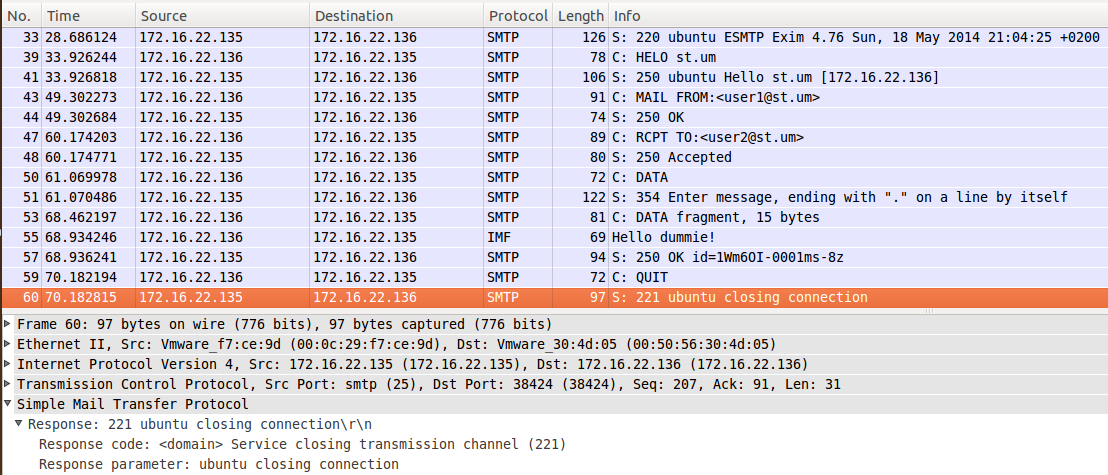 No. Time Source Destination Protocol Length Info
33 28.686124 172.16.22.135 172.16.22.136 SMTP 126 S: 220 ubuntu ESMTP Exim 4.76 Sun, 18 May 2014 21:04:25 +0200
39 33.926244 172.16.22.136 172.16.22.135 SMTP 78 C: HELO st.um
41 33.926818 172.16.22.135 172.16.22.136 SMTP 106 S: 250 ubuntu Hello st.um [172.16.22.136]
43 49.302273 172.16.22.136 172.16.22.135 SMTP 91 C: MAIL FROM:<user1@st.um>
44 49.302684 172.16.22.135 172.16.22.136 SMTP 74 S: 250 OK
47 60.174203 172.16.22.136 172.16.22.135 SMTP 89 C: RCPT TO:<user2@st.um>
48 60.174771 172.16.22.135 172.16.22.136 SMTP 80 S: 250 Accepted
50 61.069978 172.16.22.136 172.16.22.135 SMTP 72 C: DATA
51 61.070486 172.16.22.135 172.16.22.136 SMTP 122 S: 354 Enter message, ending with "." on a line by itself
53 68.462197 172.16.22.136 172.16.22.135 SMTP 81 C: DATA fragment, 15 bytes
55 68.934246 172.16.22.136 172.16.22.135 IMF 69 Hello dummie!
57 68.936241 172.16.22.135 172.16.22.136 SMTP 94 S: 250 OK id=1Wm6OI-0001ms-8z
59 70.182194 172.16.22.136 172.16.22.135 SMTP 72 C: QUIT
60 70.182815 172.16.22.135 172.16.22.136 SMTP 97 S: 221 ubuntu closing connection
Frame 60: 97 bytes on wire (776 bits), 97 bytes captured (776 bits)
Ethernet II, Src: Vmware_f7:ce:9d (00:0c:29:f7:ce:9d), Dst: Vmware_30:4d:05 (00:50:56:30:4d:05)
Internet Protocol Version 4, Src: 172.16.22.135 (172.16.22.135), Dst: 172.16.22.136 (172.16.22.136)
Transmission Control Protocol, Src Port: smtp (25), Dst Port: 38424 (38424), Seq: 207, Ack: 91, Len: 31
Simple Mail Transfer Protocol
Response: 221 ubuntu closing connection\r\n
Response code: <domain> Service closing transmission channel (221)
Response parameter: ubuntu closing connection